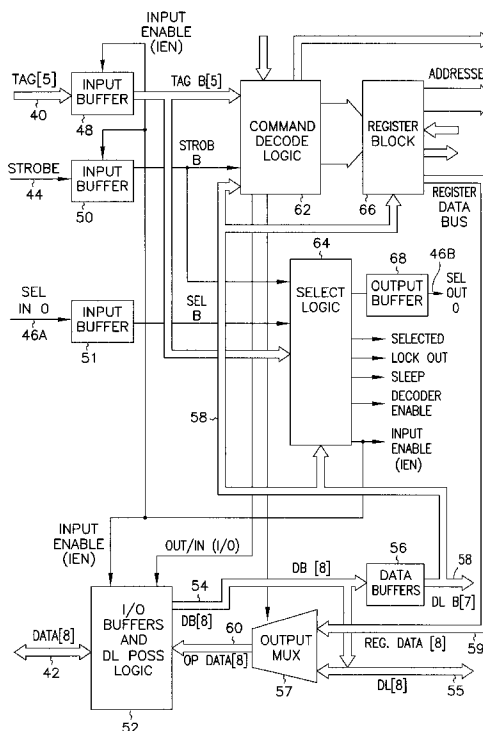 INPUT
ENABLE
(IEN)
TAG[5]
40
INPUT
BUFFER
48
TAG B[5]
COMMAND
DECODE
LOGIC
62
REGISTER
BLOCK
66
ADDRESSE
REGISTER
DATA
BUS
STROBE
44
INPUT
BUFFER
50
STROB
B
SEL
IN 0
46A
INPUT
BUFFER
51
SEL
B
64
SELECT
LOGIC
68
OUTPUT
BUFFER
46B
SEL
OUT
0
SELECTED
LOCK OUT
SLEEP
DECODER
ENABLE
INPUT
ENABLE
(IEN)
58
INPUT
ENABLE
(IEN)
OUT/IN (I/O)
54
DB [8]
DB[8]
56
DATA
BUFFERS
58
DL B[7]
DATA[8]
42
I/O
BUFFERS
AND
DL POSS
LOGIC
52
60
OP DATA[8]
OUTPUT
MUX
57
REG. DATA [8]
59
DL[8]
55